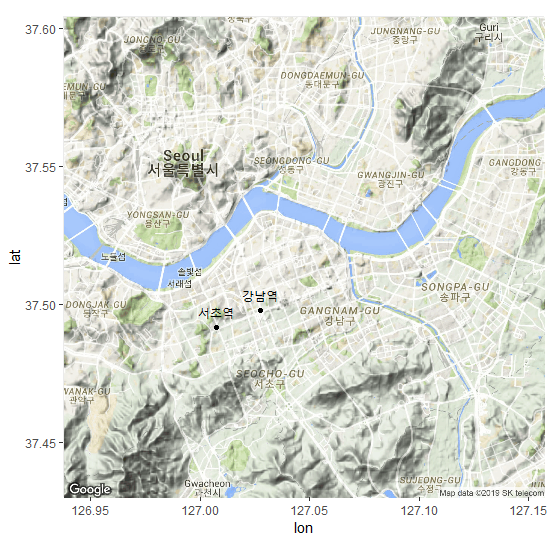 37.60
37.55
37.50
37.45
lat
JONGNO-GU
JUNGNANG-GU
중랑구
Guri
구리시
DONGDAEMUN-GU
동대문구
Seoul
서울특별시
SEONGDONG-GU
성동구
GWANGJIN-GU
광진구
GANGDONG-
강동구
YONGSAN-GU
용산구
노들섬
솔빛섬
서래섬
강남역
서초역
DONGJAK-GU
동작구
GANGNAM-GU
강남구
SONGPA-GU
송파구
SEOCHO-GU
서초구
WANAK-GU
관악구
Gwacheon
과천시
SUJEONG-GU
수정구
Google
Map data ©2019 SK telecom
126.95
127.00
127.05
127.10
127.15
lon